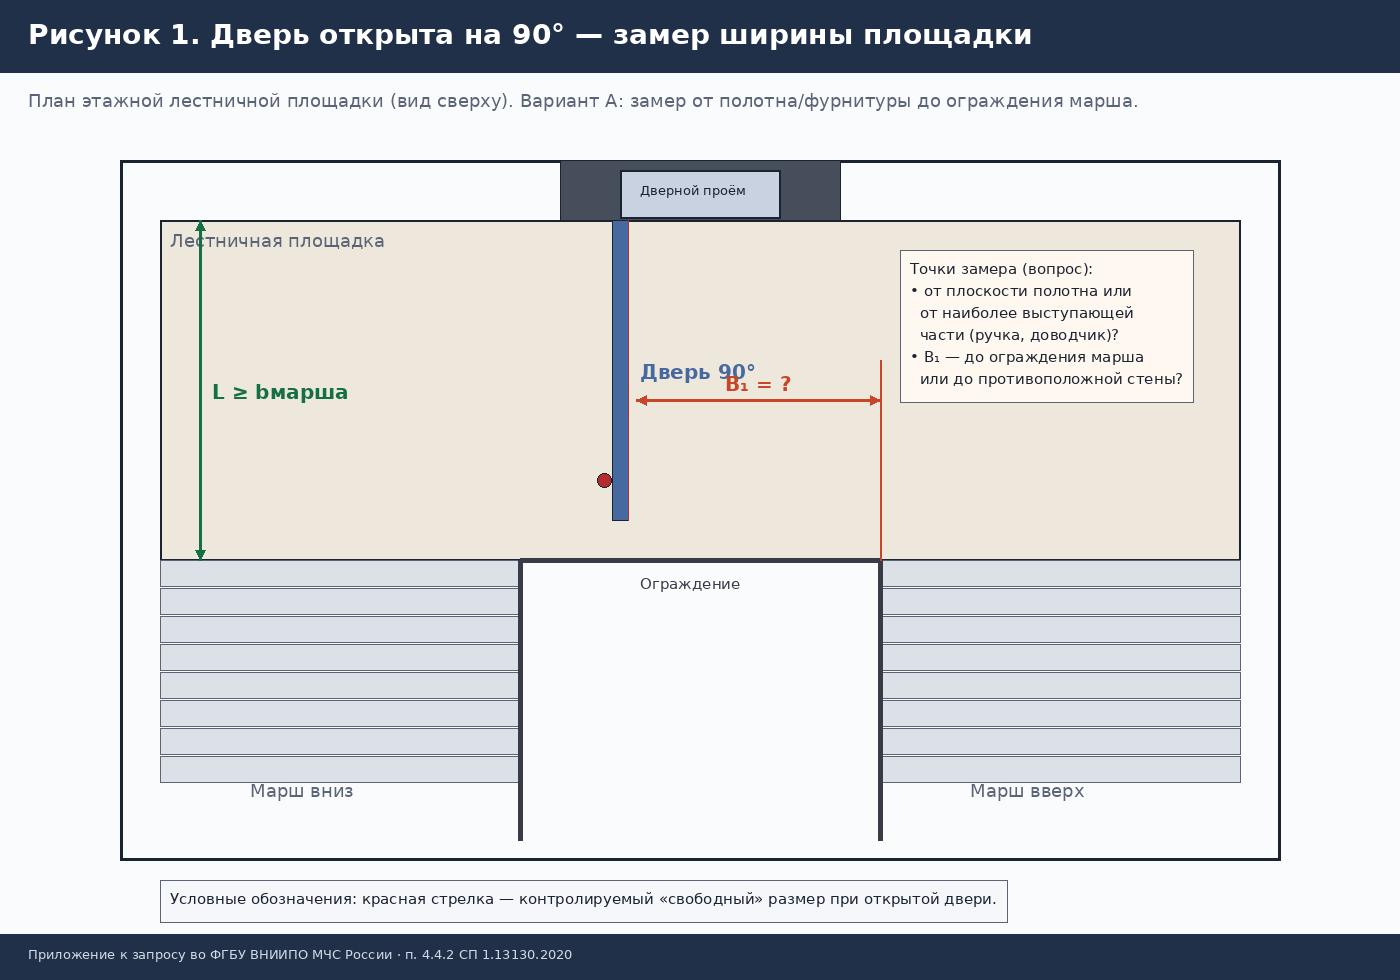 Рисунок 1. Дверь открыта на 90° — замер ширины площадки
План этажной лестничной площадки (вид сверху). Вариант А: замер от полотна/фурнитуры до ограждения марша.
Дверной проём
Лестничная площадка
Точки замера (вопрос):
• от плоскости полотна или
от наиболее выступающей
части (ручка, доводчик)?
• B₁ — до ограждения марша
или до противоположной стены?
Дверь 90°
B₁ = ?
L ≥ bмарша
Ограждение
Марш вниз
Марш вверх
Условные обозначения: красная стрелка — контролируемый «свободный» размер при открытой двери.
Приложение к запросу во ФГБУ ВНИИПО МЧС России · п. 4.4.2 СП 1.13130.2020